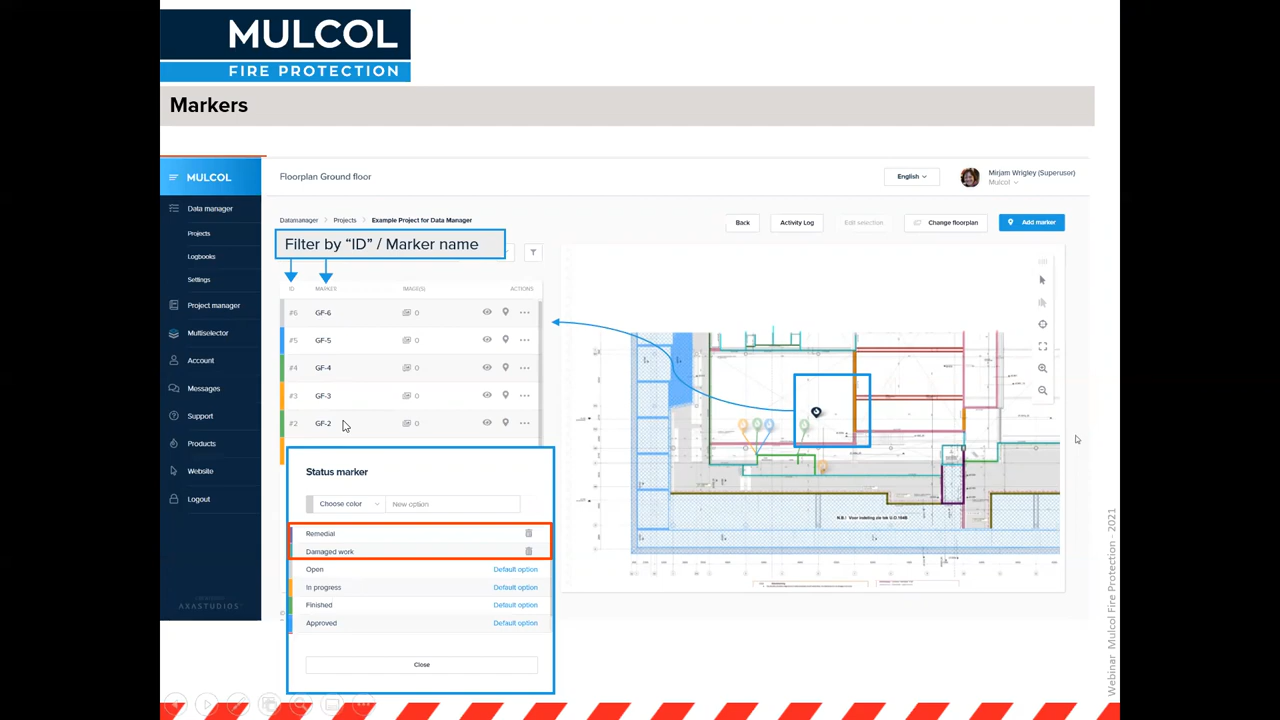 MULCOL
FIRE PROTECTION
Markers
MULCOL
Floorplan Ground floor
English
Mirjam Wrigley (Superuser)
Mulcol
Data manager
Projects
Logbooks
Settings
Project manager
Multiselector
Account
Messages
Support
Products
Website
Logout
AXASTUDIOS
Datamanager
Projects
Example Project for Data Manager
Back
Activity Log
Edit selection
Change floorplan
Add marker
Filter by “ID” / Marker name
ID
MARKER
IMAGE(S)
ACTIONS
#6 GF-6 0
#5 GF-5 0
#4 GF-4 0
#3 GF-3 0
#2 GF-2 0
Status marker
Choose color
New option
Remedial
Damaged work
Open Default option
In progress Default option
Finished Default option
Approved Default option
Close
Webinar Mulcol Fire Protection - 2021